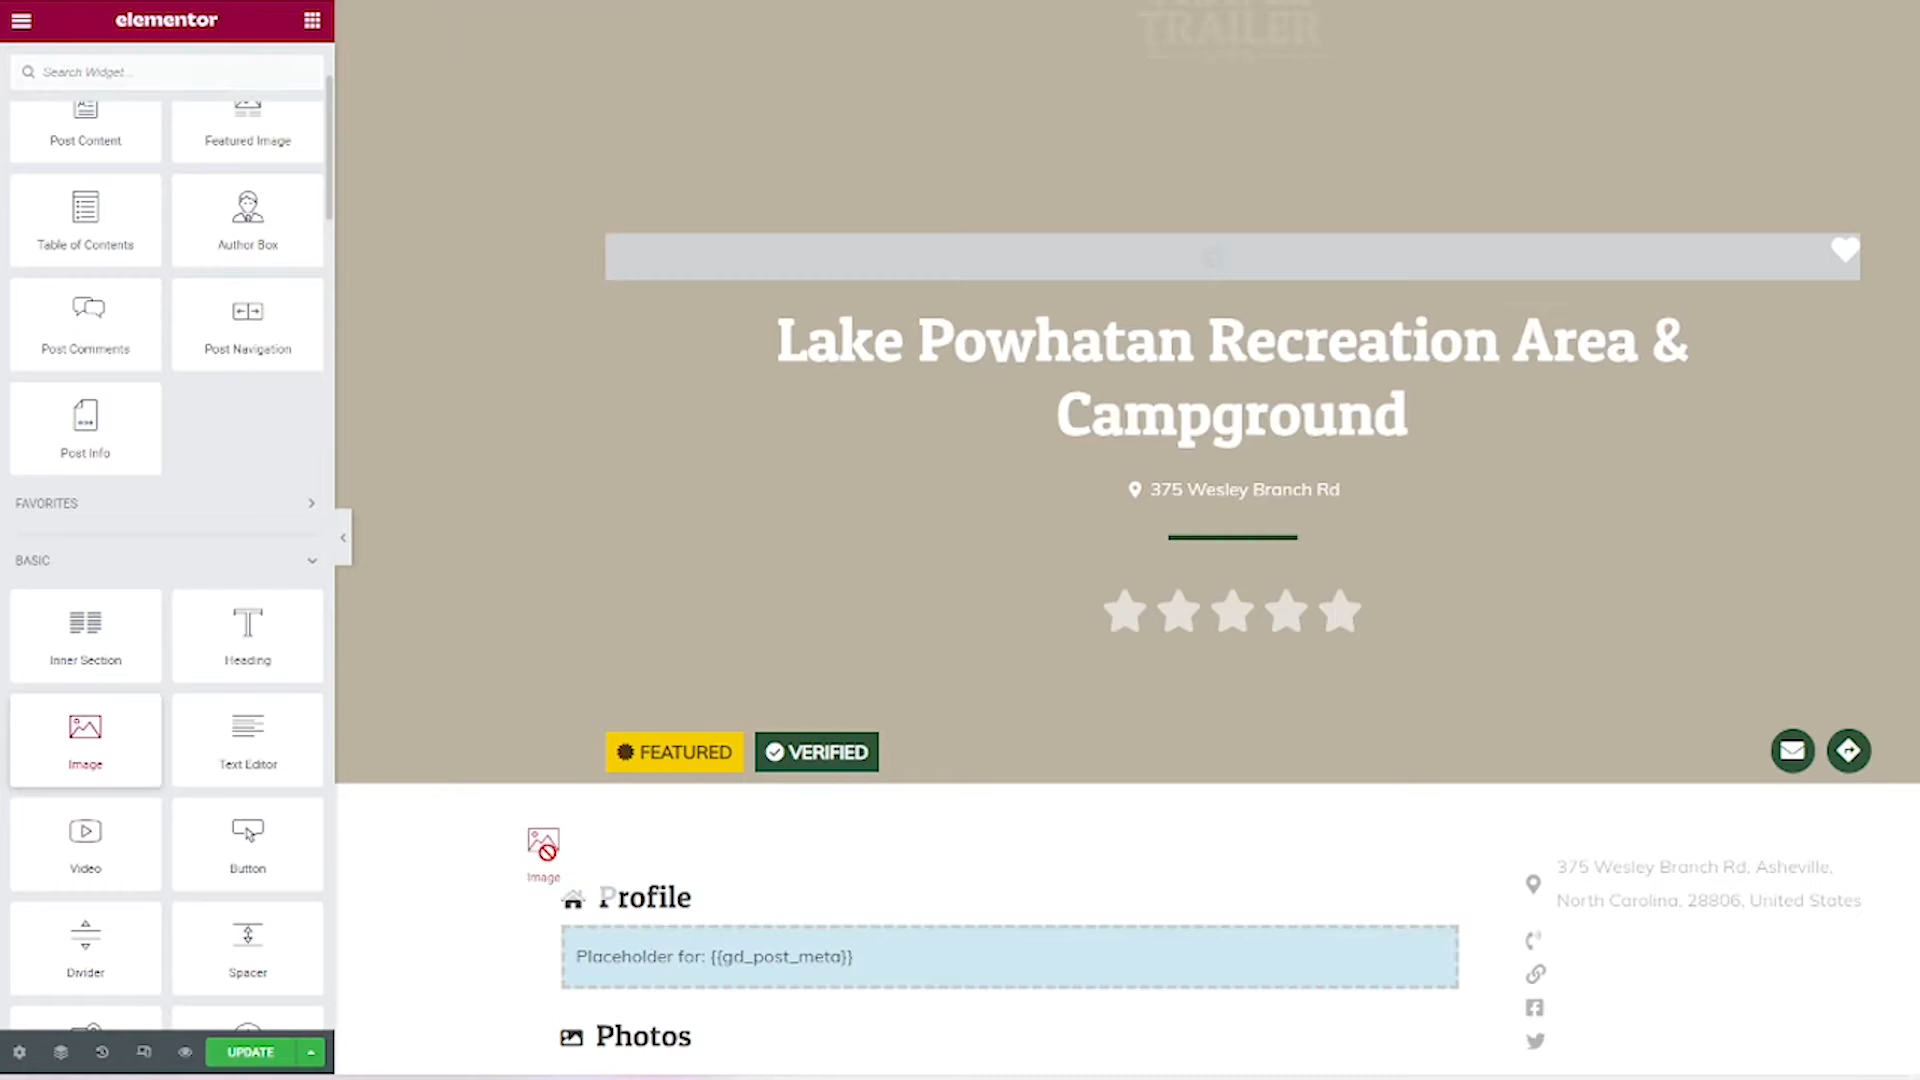 elementor
Search Widget...
Post Content
Featured Image
Table of Contents
Author Box
Post Comments
Post Navigation
Post Info
FAVORITES
BASIC
Inner Section
Heading
Image
Text Editor
Video
Button
Divider
Spacer
UPDATE
TRAILER
Lake Powhatan Recreation Area &
Campground
375 Wesley Branch Rd
FEATURED
VERIFIED
Image
Profile
Placeholder for: {{gd_post_meta}}
Photos
375 Wesley Branch Rd, Asheville,
North Carolina, 28806, United States